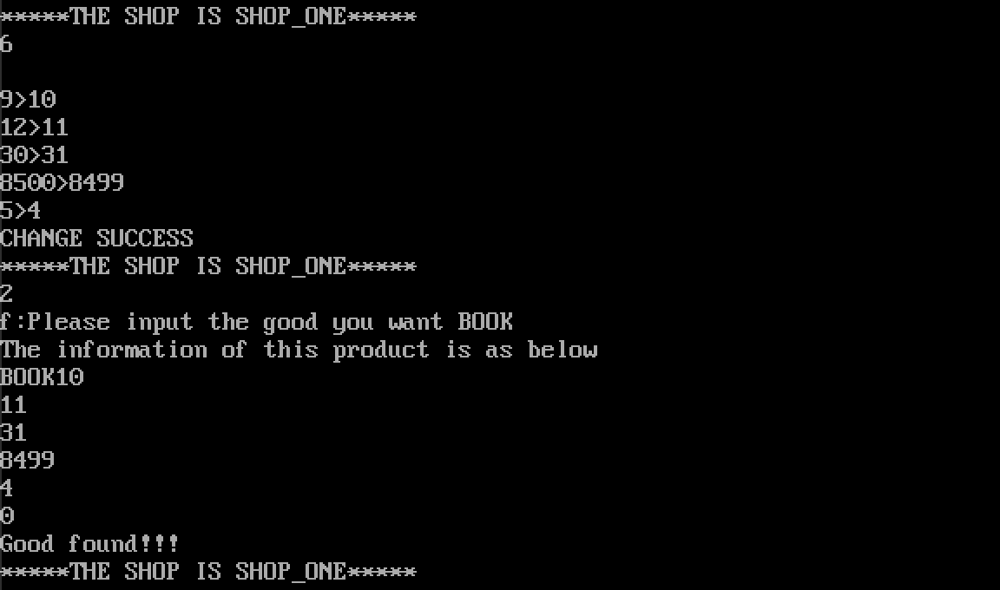 *****THE SHOP IS SHOP_ONE*****
6
9>10
12>11
30>31
8500>8499
5>4
CHANGE SUCCESS
*****THE SHOP IS SHOP_ONE*****
2
f:Please input the good you want BOOK
The information of this product is as below
BOOK10
11
31
8499
4
0
Good found!!!
*****THE SHOP IS SHOP_ONE*****